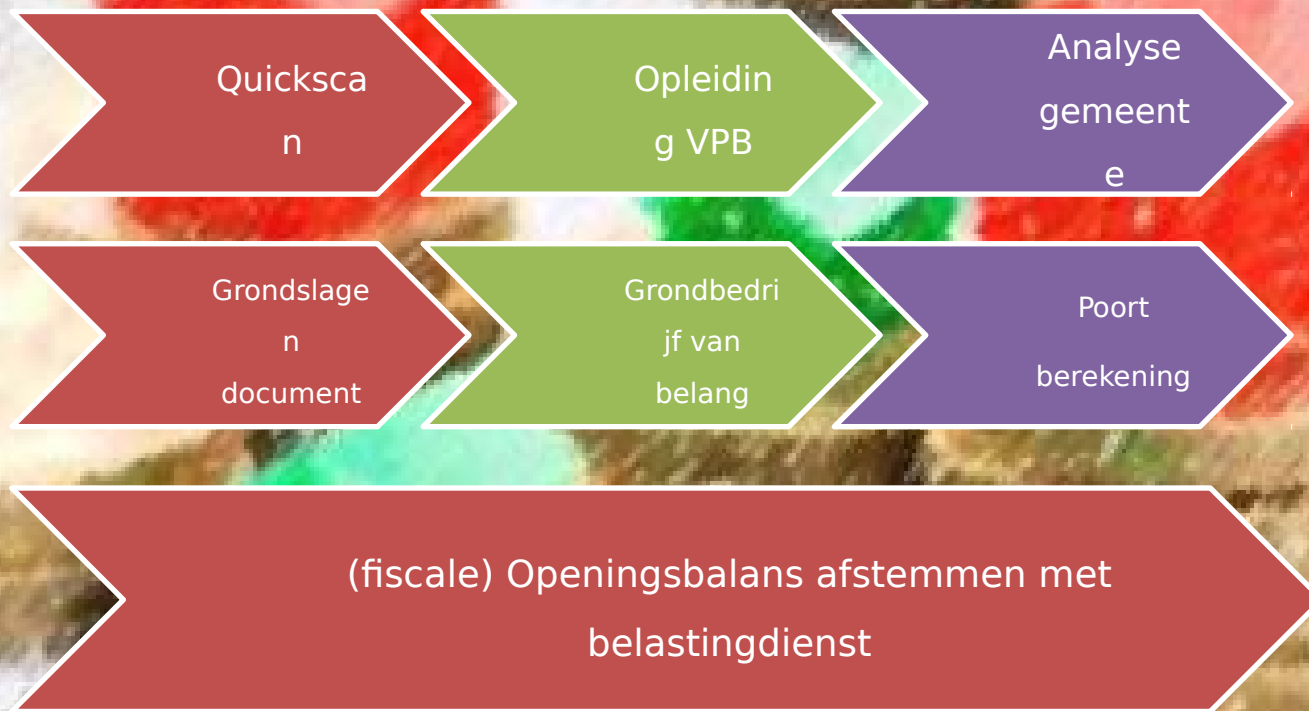 Quicksca
n
Opleidin
g VPB
Analyse
gemeent
e
Grondslage
n
document
Grondbedri
jf van
belang
Poort
berekening
(fiscale) Openingsbalans afstemmen met
belastingdienst